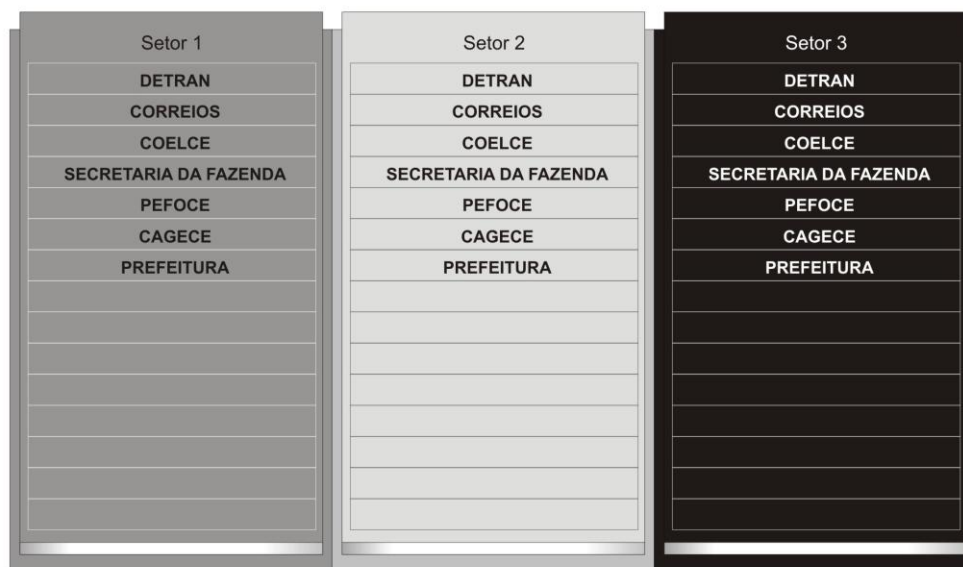 Setor 1
DETRAN
CORREIOS
COELCE
SECRETARIA DA FAZENDA
PEFOCE
CAGECE
PREFEITURA
Setor 2
DETRAN
CORREIOS
COELCE
SECRETARIA DA FAZENDA
PEFOCE
CAGECE
PREFEITURA
Setor 3
DETRAN
CORREIOS
COELCE
SECRETARIA DA FAZENDA
PEFOCE
CAGECE
PREFEITURA